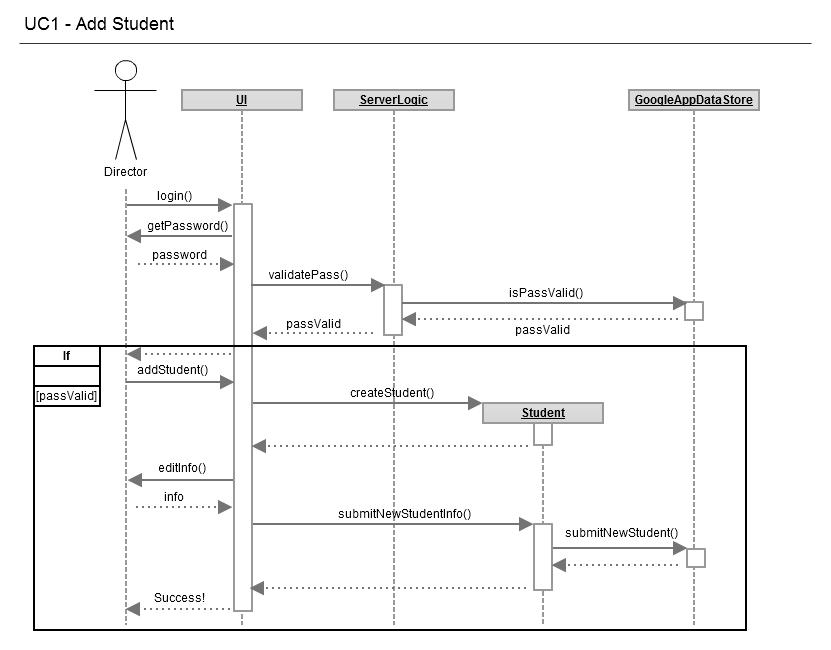 UC1 - Add Student
UI
ServerLogic
GoogleAppDataStore
Director
login()
getPassword()
password
validatePass()
isPassValid()
passValid
passValid
If
addStudent()
[passValid]
createStudent()
Student
editInfo()
info
submitNewStudentInfo()
submitNewStudent()
Success!